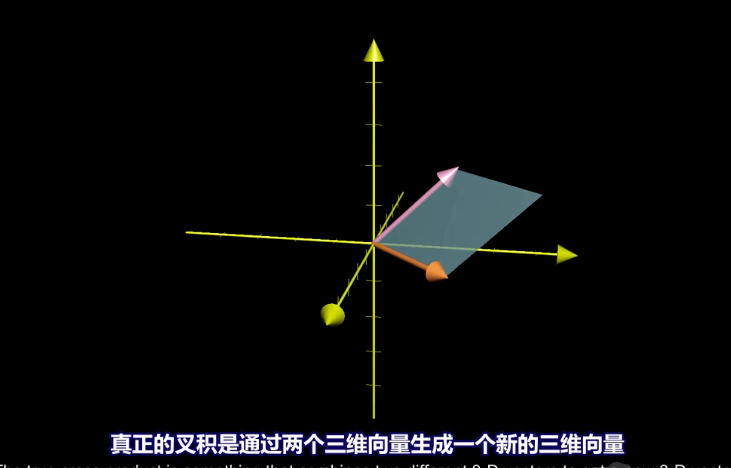 真正的叉积是通过两个三维向量生成一个新的三维向量
The true cross product is something that combines two different 3-D vectors to get a new 3-D vector